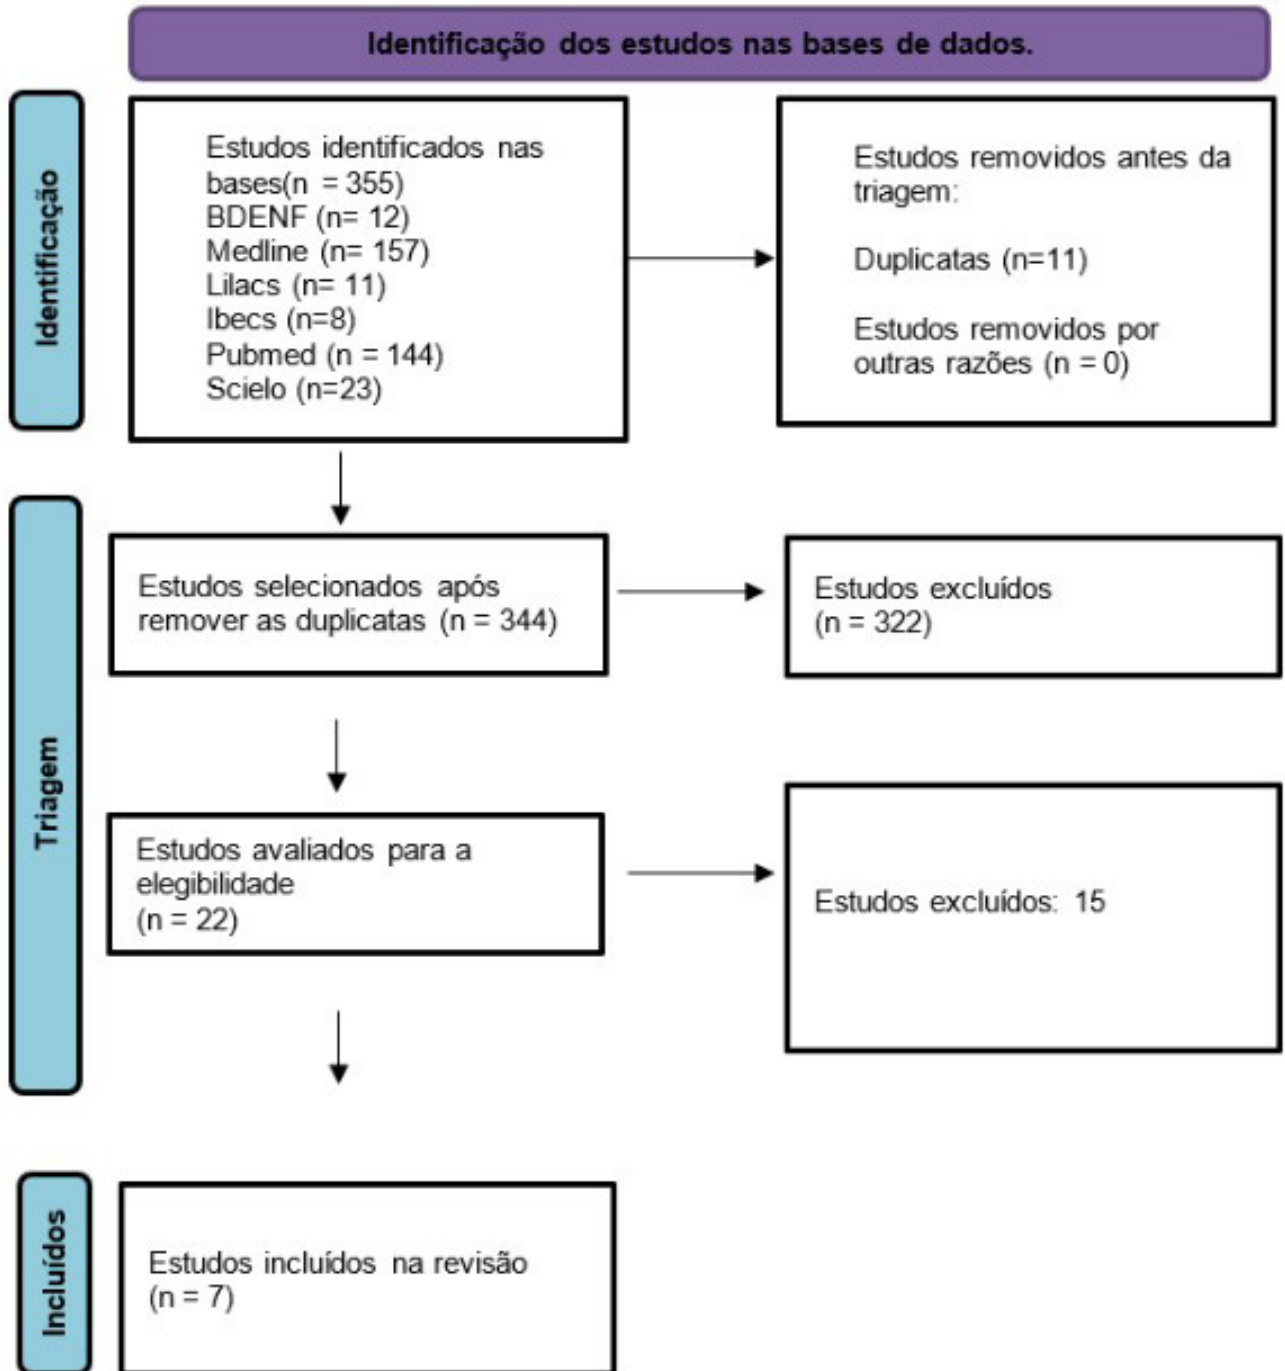 Identificação dos estudos nas bases de dados.
Identificação
Estudos identificados nas
bases(n = 355)
BDENF (n= 12)
Medline (n= 157)
Lilacs (n= 11)
Ibecs (n=8)
Pubmed (n = 144)
Scielo (n=23)
Estudos removidos antes da
triagem:
Duplicatas (n=11)
Estudos removidos por
outras razões (n = 0)
Triagem
Estudos selecionados após
remover as duplicatas (n = 344)
Estudos excluídos
(n = 322)
Estudos avaliados para a
elegibilidade
(n = 22)
Estudos excluídos: 15
Incluídos
Estudos incluídos na revisão
(n = 7)